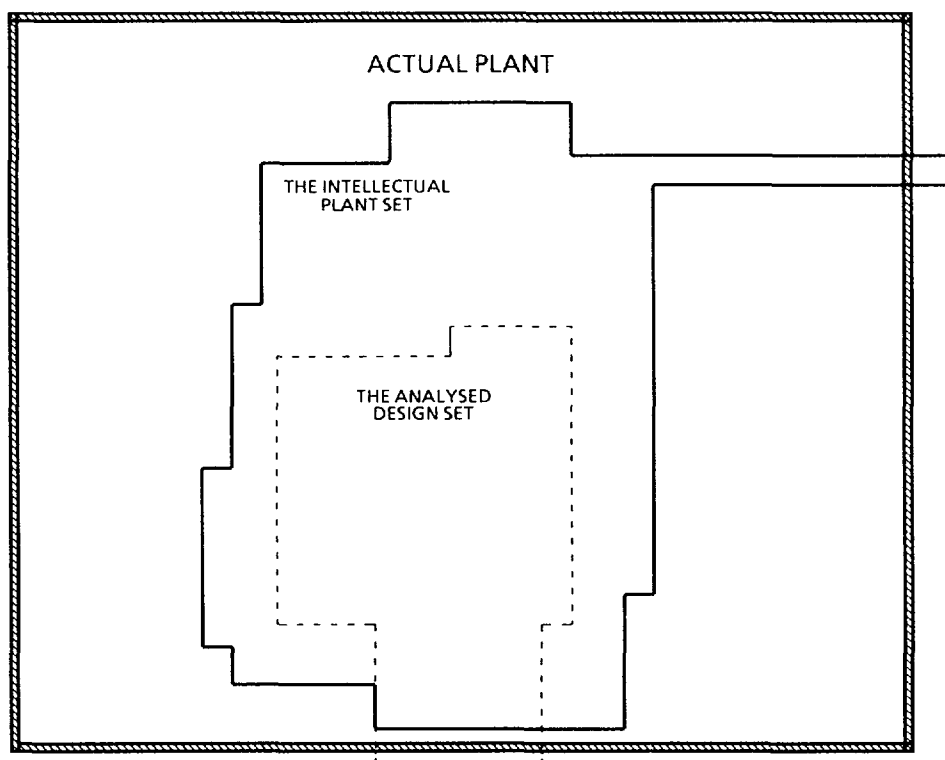 ACTUAL PLANT
THE INTELLECTUAL
PLANT SET
THE ANALYSED
DESIGN SET